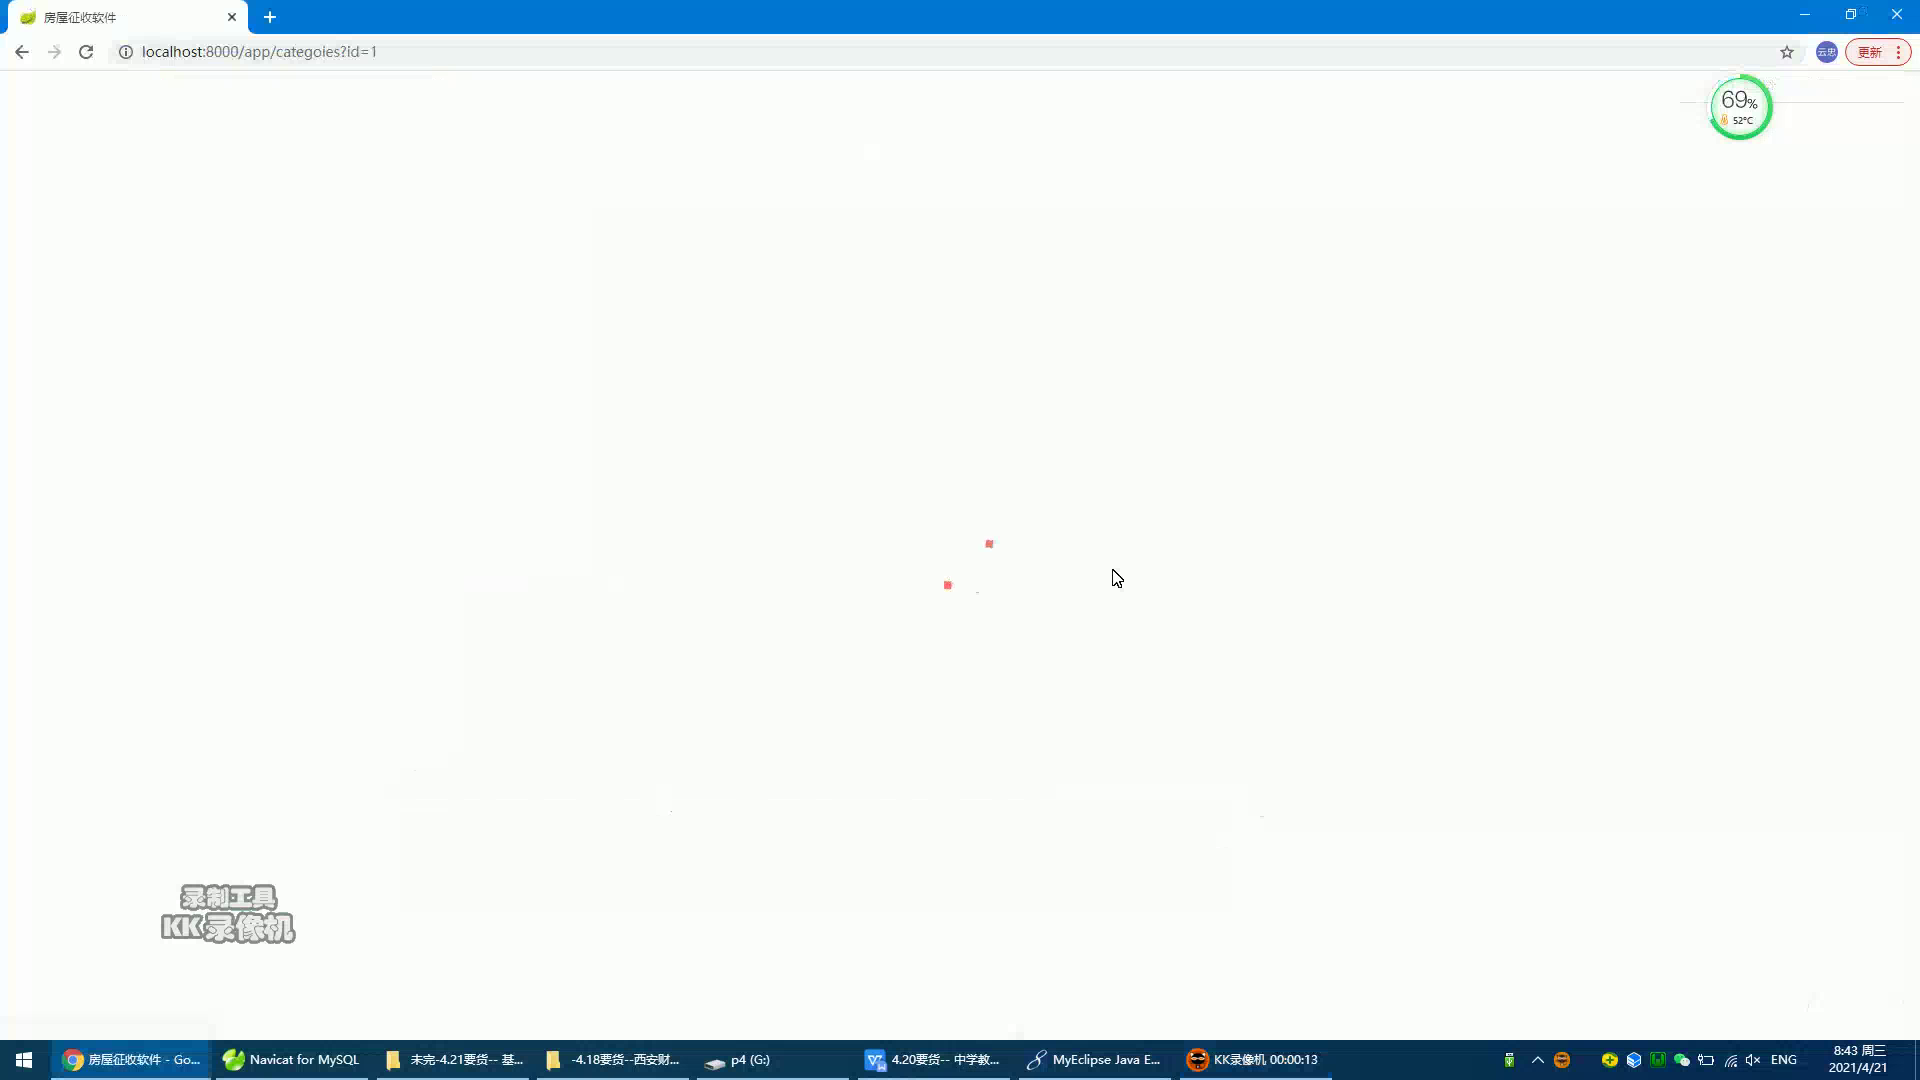 房屋征收软件
localhost:8000/app/categoies?id=1
云忠
更新
69%
52°C
录制工具
KK录像机
房屋征收软件 - Go...
Navicat for MySQL
未完-4.21要货-- 基...
-4.18要货--西安财...
p4 (G:)
4.20要货-- 中学教...
MyEclipse Java E...
KK录像机 00:00:13
ENG
8:43 周三
2021/4/21